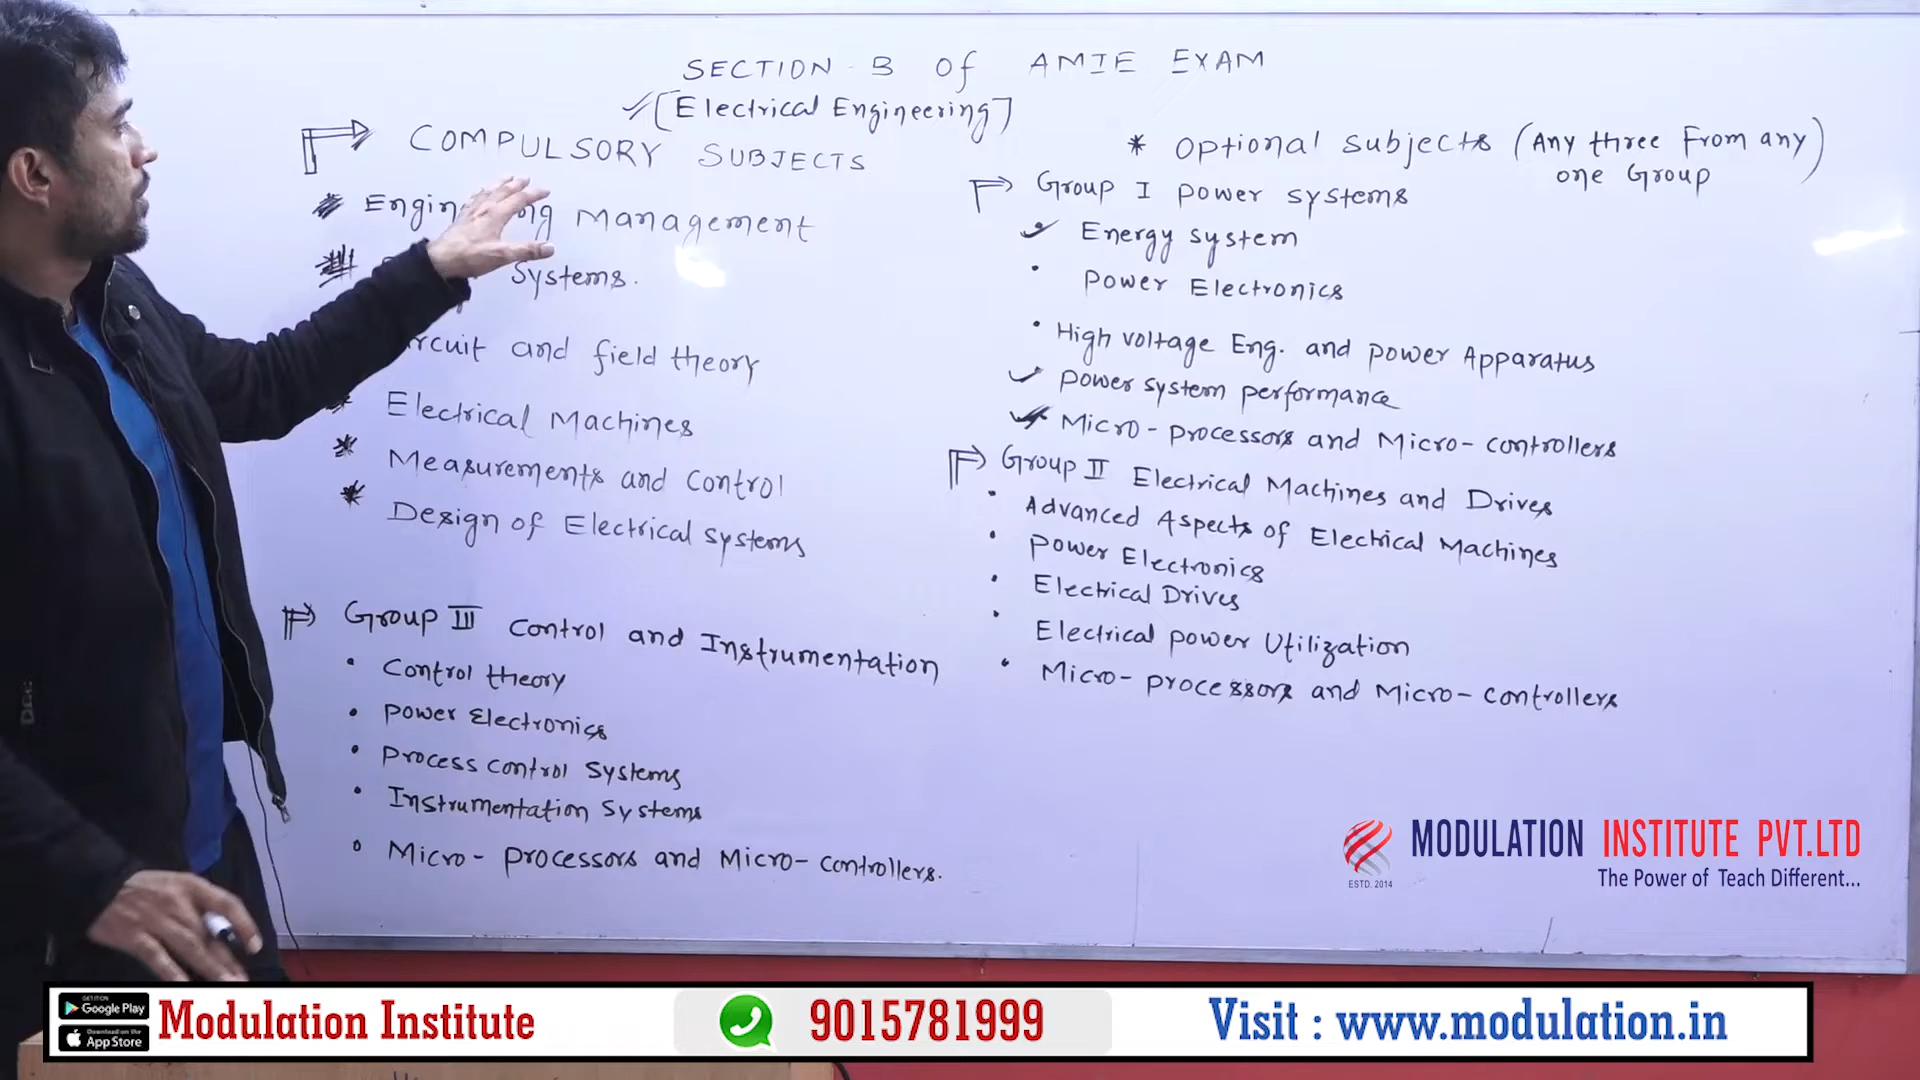 SECTION - B Of AMIE EXAM
[Electrical Engineering]
COMPULSORY SUBJECTS
Management
Systems.
and field theory
Electrical Machines
Measurements and Control
Design of Electrical systems
Group III Control and Instrumentation
Control theory
Power Electronics
Process Control Systems
Instrumentation Systems
Micro- processors and Micro- controllers.
* Optional Subjects (Any three From any
one Group)
Group I Power systems
Energy system
Power Electronics
High voltage Eng. and power Apparatus
Power system performance
Micro - processors and Micro- controllers
Group II Electrical Machines and Drives
Advanced Aspects of Electrical Machines
Power Electronics
Electrical Drives
Electrical power Utilization
Micro- processors and Micro- controllers
MODULATION INSTITUTE PVT.LTD
The Power of Teach Different...
ESTD. 2014
GET IT ON
Google Play
Download on the
App Store
Modulation Institute
9015781999
Visit : www.modulation.in